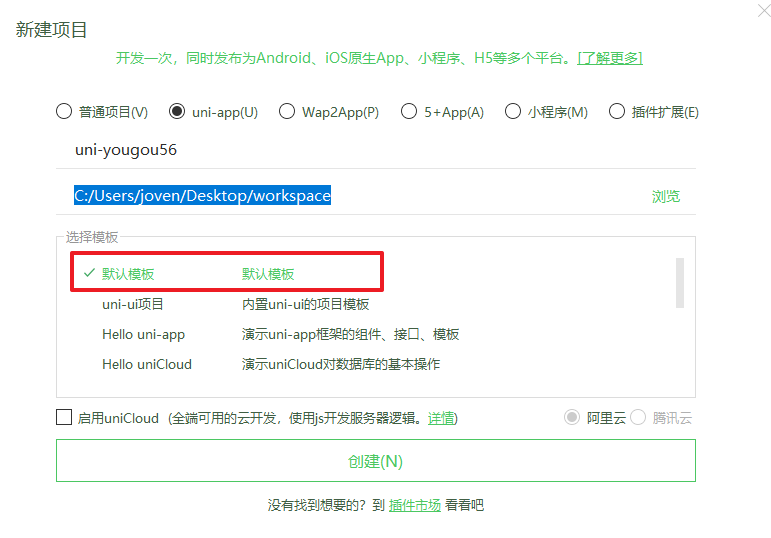 新建项目
开发一次，同时发布为Android、iOS原生App、小程序、H5等多个平台。[了解更多]
普通项目(V) uni-app(U) Wap2App(P) 5+App(A) 小程序(M) 插件扩展(E)
uni-yougou56
C:/Users/joven/Desktop/workspace 浏览
选择模板
默认模板 默认模板
uni-ui项目 内置uni-ui的项目模板
Hello uni-app 演示uni-app框架的组件、接口、模板
Hello uniCloud 演示uniCloud对数据库的基本操作
启用uniCloud（全端可用的云开发，使用js开发服务器逻辑。详情) 阿里云 腾讯云
创建(N)
没有找到想要的？到 插件市场 看看吧